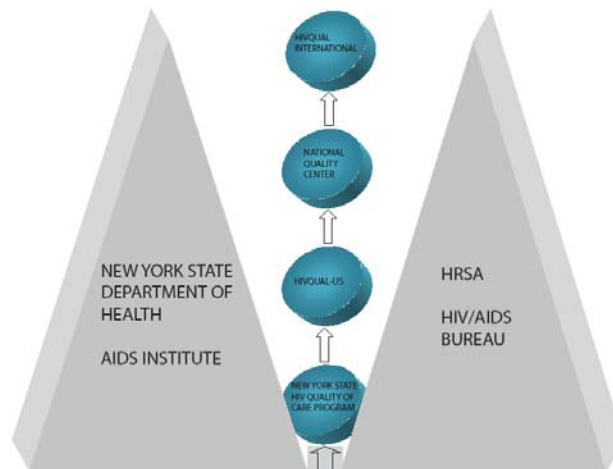 HIVQUAL
INTERNATIONAL
NATIONAL
QUALITY
CENTER
NEW YORK STATE
DEPARTMENT OF
HEALTH
AIDS INSTITUTE
HIVQUAL-US
HRSA
HIV/AIDS
BUREAU
NEW YORK STATE
HIV QUALITY OF
CARE PROGRAM